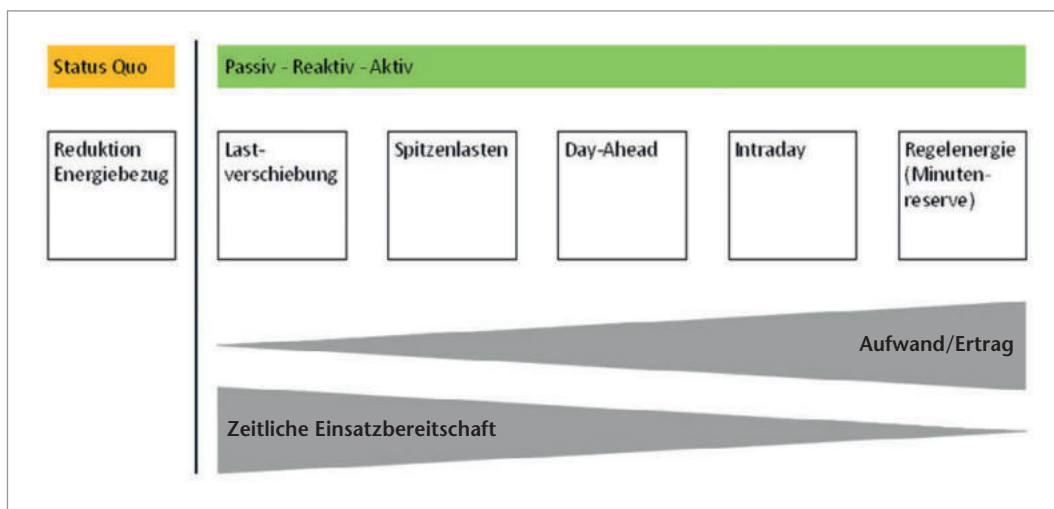 Status Quo
Passiv - Reaktiv - Aktiv
Reduktion
Energiebezug
Last-
verschiebung
Spitzenlasten
Day-Ahead
Intraday
Regelenergie
(Minuten-
reserve)
Aufwand/Ertrag
Zeitliche Einsatzbereitschaft